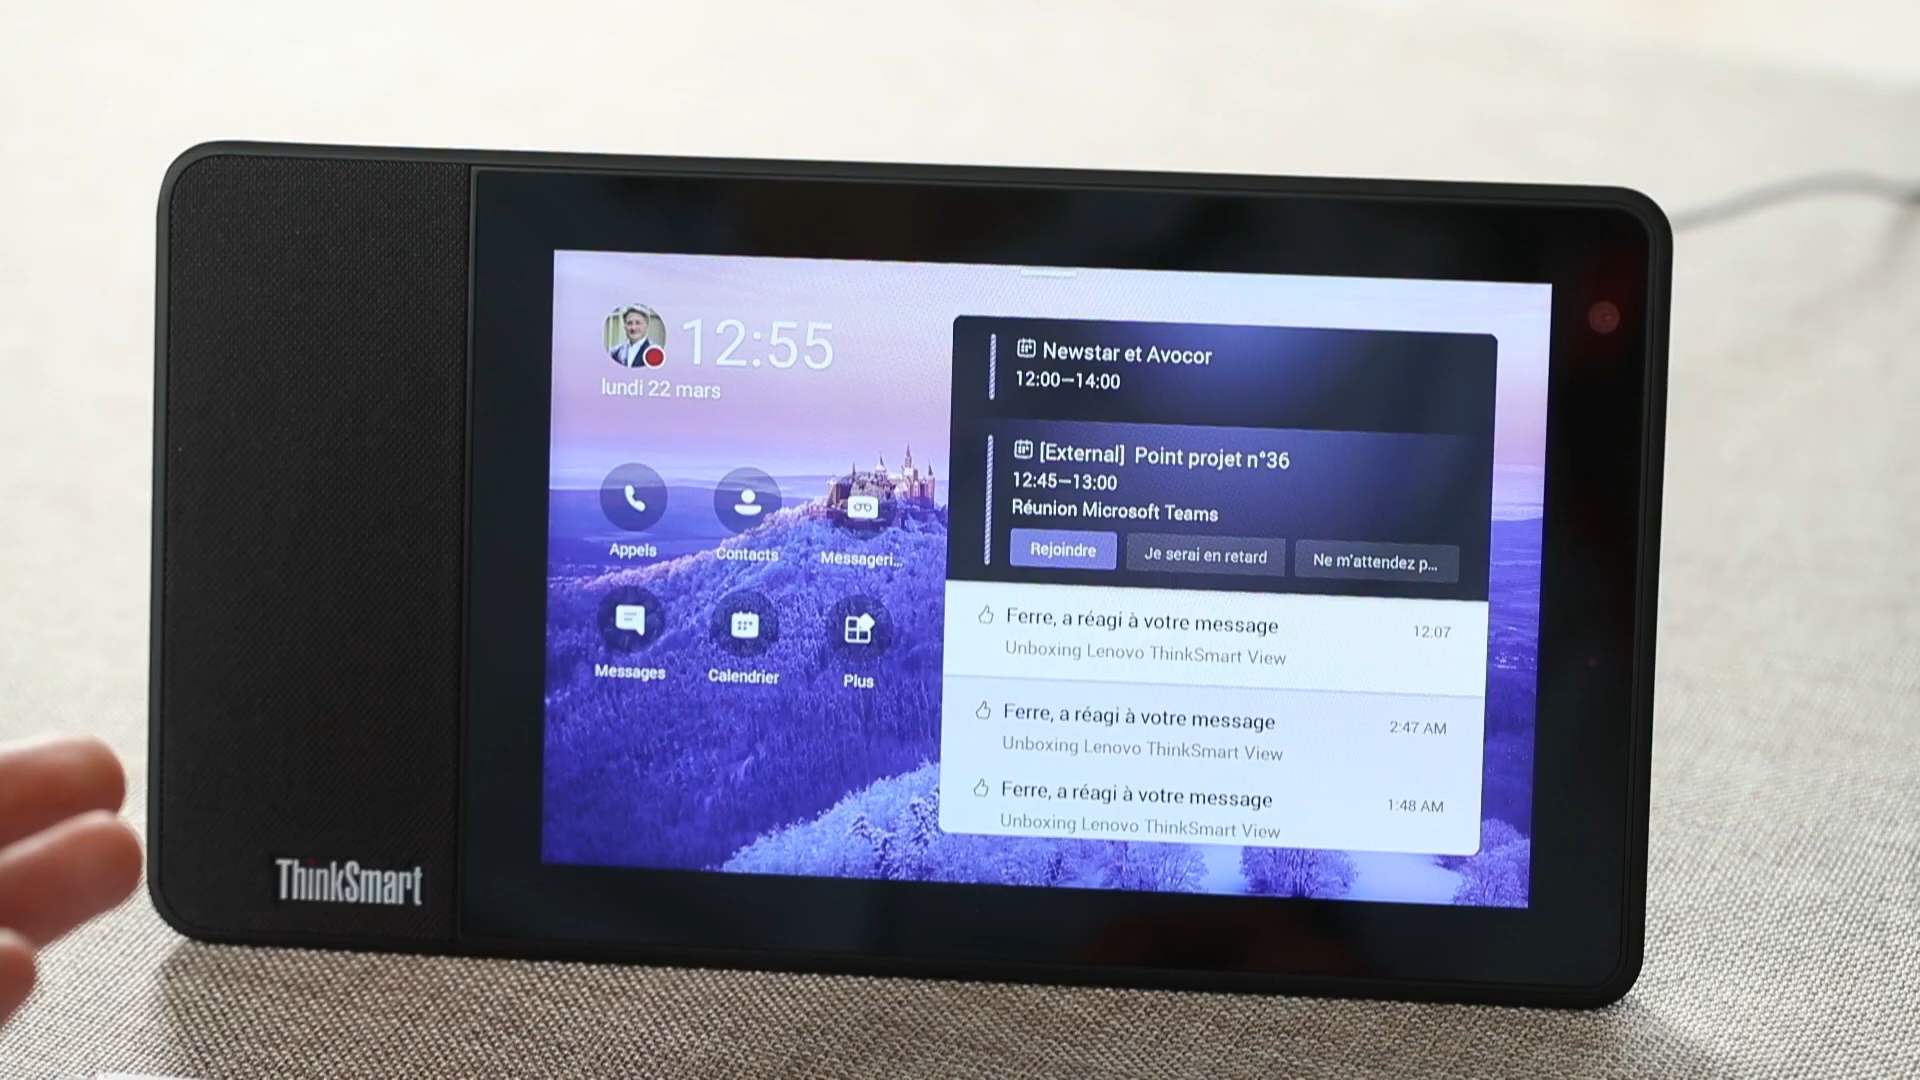 12:55
lundi 22 mars
Appels
Contacts
Messageri...
Messages
Calendrier
Plus
Newstar et Avocor
12:00—14:00
[External] Point projet n°36
12:45—13:00
Réunion Microsoft Teams
Rejoindre
Je serai en retard
Ne m'attendez p...
Ferre, a réagi à votre message
12:07
Unboxing Lenovo ThinkSmart View
Ferre, a réagi à votre message
2:47 AM
Unboxing Lenovo ThinkSmart View
Ferre, a réagi à votre message
1:48 AM
Unboxing Lenovo ThinkSmart View
ThinkSmart